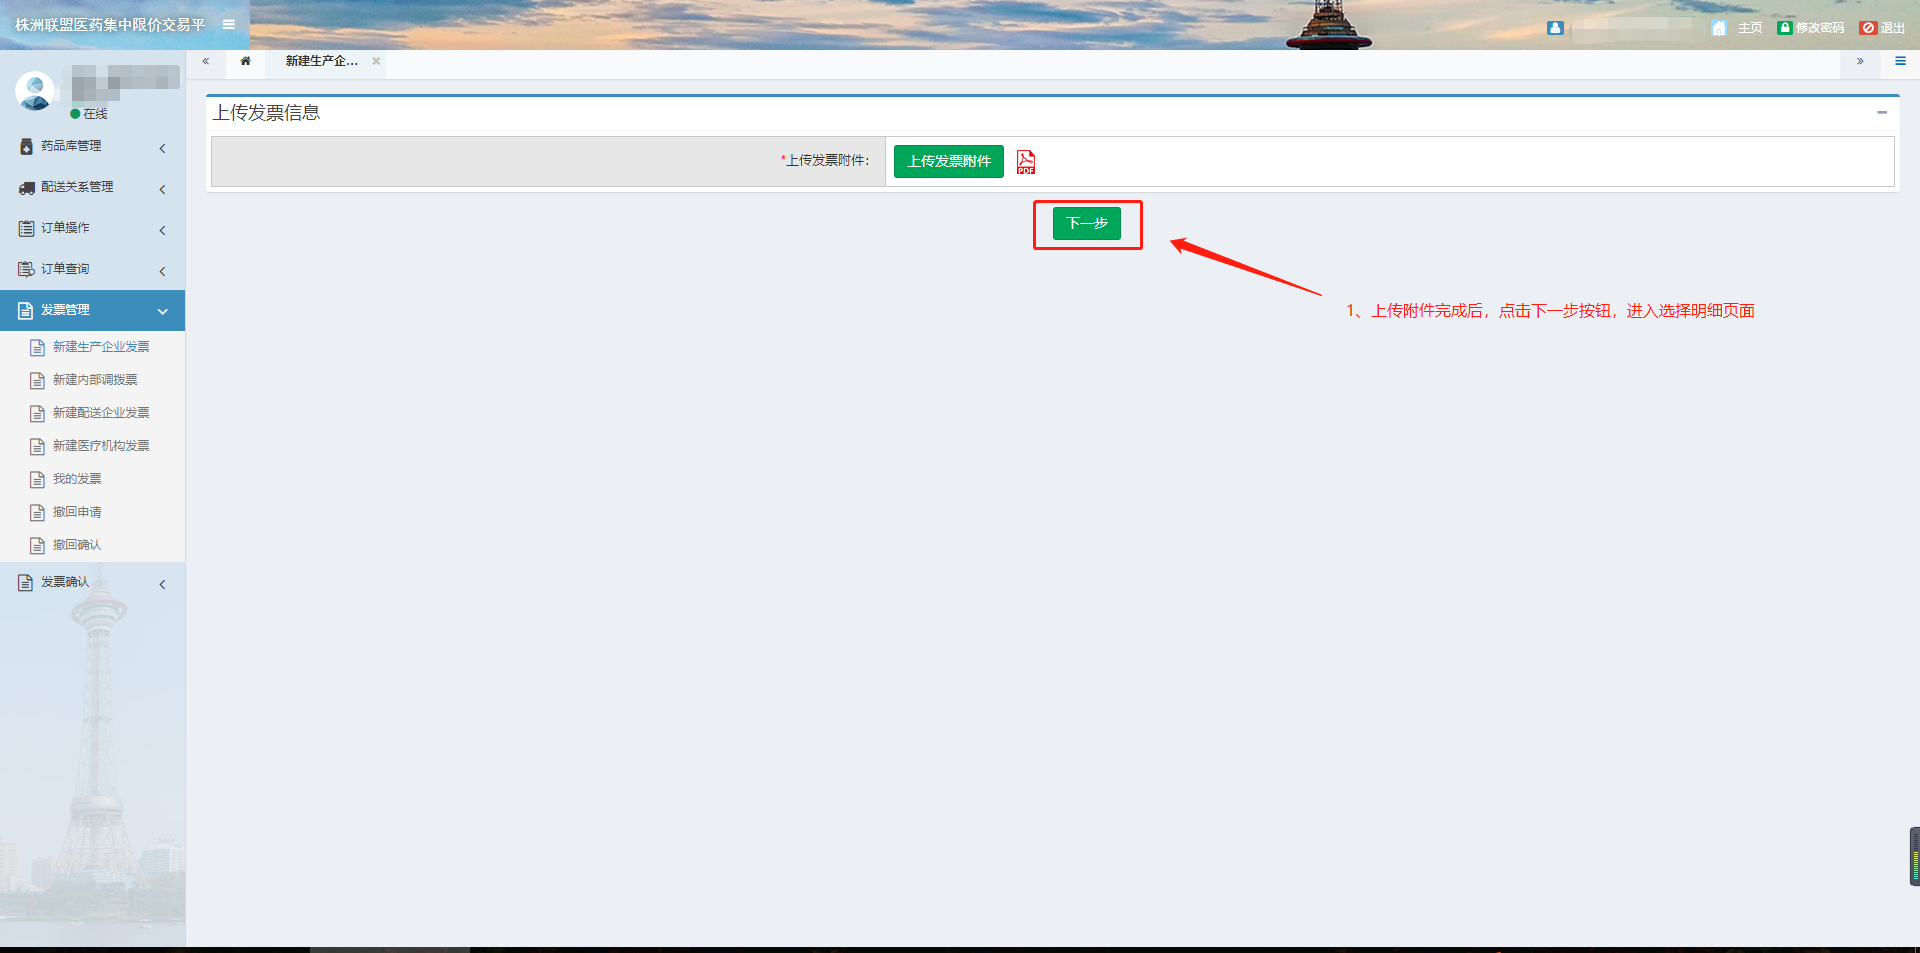 株洲联盟医药集中限价交易平
主页
修改密码
退出
新建生产企...
在线
药品库管理
配送关系管理
订单操作
订单查询
发票管理
新建生产企业发票
新建内部调拨票
新建配送企业发票
新建医疗机构发票
我的发票
撤回申请
撤回确认
发票确认
上传发票信息
*上传发票附件：
上传发票附件
PDF
下一步
1、上传附件完成后，点击下一步按钮，进入选择明细页面